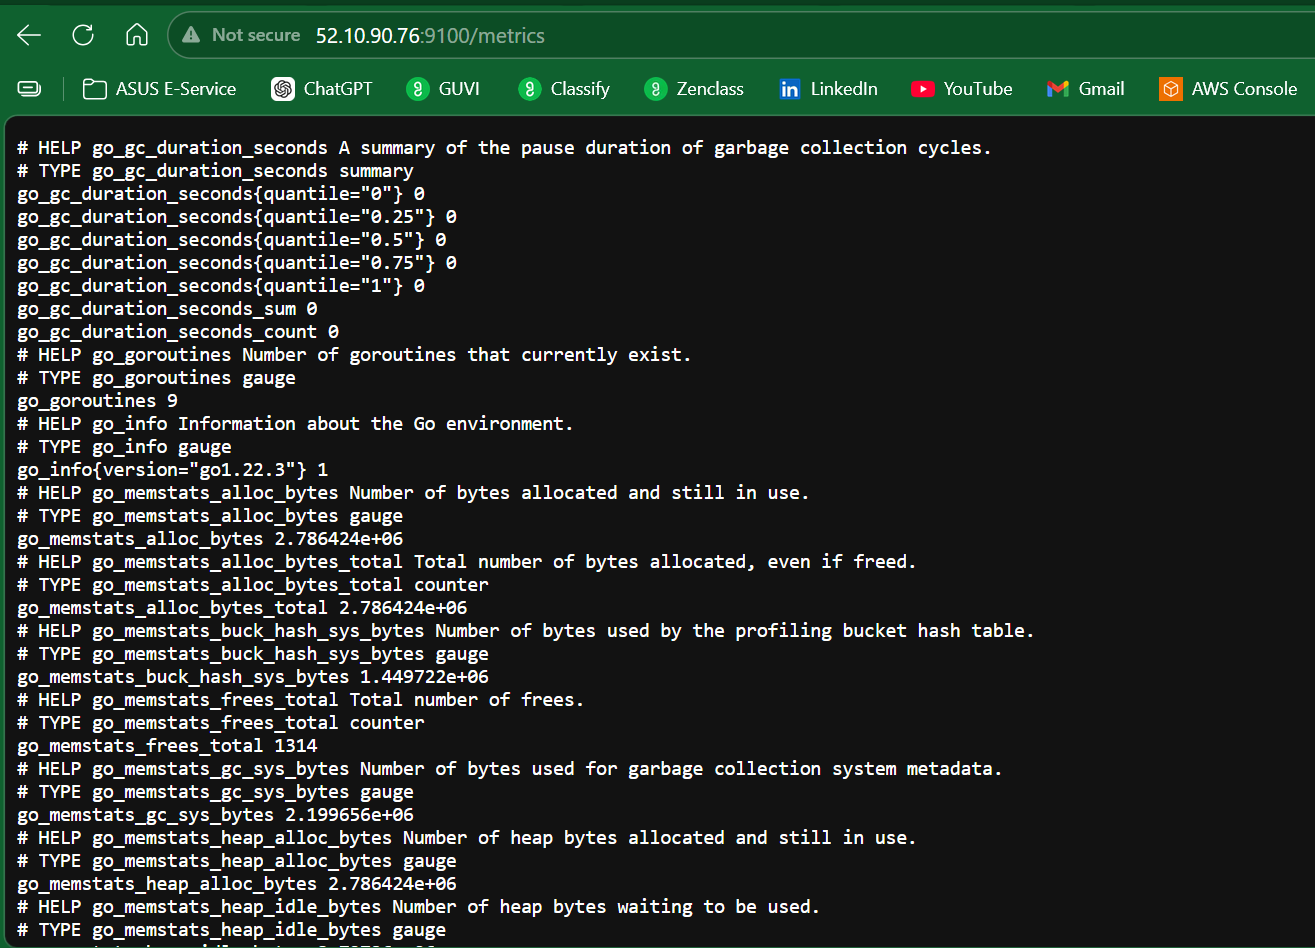 Not secure 52.10.90.76:9100/metrics
ASUS E-Service ChatGPT GUVI Classify Zenclass LinkedIn YouTube Gmail AWS Console
# HELP go_gc_duration_seconds A summary of the pause duration of garbage collection cycles.
# TYPE go_gc_duration_seconds summary
go_gc_duration_seconds{quantile="0"} 0
go_gc_duration_seconds{quantile="0.25"} 0
go_gc_duration_seconds{quantile="0.5"} 0
go_gc_duration_seconds{quantile="0.75"} 0
go_gc_duration_seconds{quantile="1"} 0
go_gc_duration_seconds_sum 0
go_gc_duration_seconds_count 0
# HELP go_goroutines Number of goroutines that currently exist.
# TYPE go_goroutines gauge
go_goroutines 9
# HELP go_info Information about the Go environment.
# TYPE go_info gauge
go_info{version="go1.22.3"} 1
# HELP go_memstats_alloc_bytes Number of bytes allocated and still in use.
# TYPE go_memstats_alloc_bytes gauge
go_memstats_alloc_bytes 2.786424e+06
# HELP go_memstats_alloc_bytes_total Total number of bytes allocated, even if freed.
# TYPE go_memstats_alloc_bytes_total counter
go_memstats_alloc_bytes_total 2.786424e+06
# HELP go_memstats_buck_hash_sys_bytes Number of bytes used by the profiling bucket hash table.
# TYPE go_memstats_buck_hash_sys_bytes gauge
go_memstats_buck_hash_sys_bytes 1.449722e+06
# HELP go_memstats_frees_total Total number of frees.
# TYPE go_memstats_frees_total counter
go_memstats_frees_total 1314
# HELP go_memstats_gc_sys_bytes Number of bytes used for garbage collection system metadata.
# TYPE go_memstats_gc_sys_bytes gauge
go_memstats_gc_sys_bytes 2.199656e+06
# HELP go_memstats_heap_alloc_bytes Number of heap bytes allocated and still in use.
# TYPE go_memstats_heap_alloc_bytes gauge
go_memstats_heap_alloc_bytes 2.786424e+06
# HELP go_memstats_heap_idle_bytes Number of heap bytes waiting to be used.
# TYPE go_memstats_heap_idle_bytes gauge